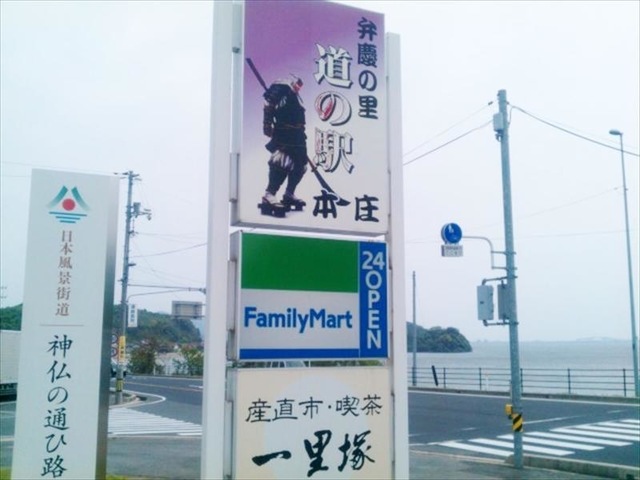 弁慶の里
道の駅
本庄
FamilyMart
24 OPEN
産直市・喫茶
一里塚
日本風景街道
神仏の通ひ路